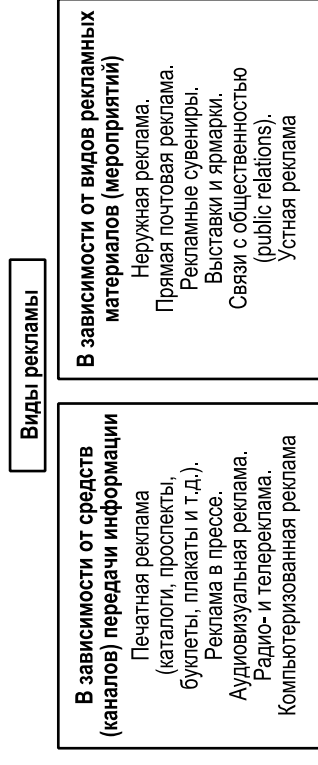 Виды рекламы
В зависимости от средств
(каналов) передачи информации
Печатная реклама
(каталоги, проспекты,
буклеты, плакаты и т.д.).
Реклама в прессе.
Аудиовизуальная реклама.
Радио- и телереклама.
Компьютеризованная реклама
В зависимости от видов рекламных
материалов (мероприятий)
Неружная реклама.
Прямая почтовая реклама.
Рекламные сувениры.
Выставки и ярмарки.
Связи с общественностью
(public relations).
Устная реклама